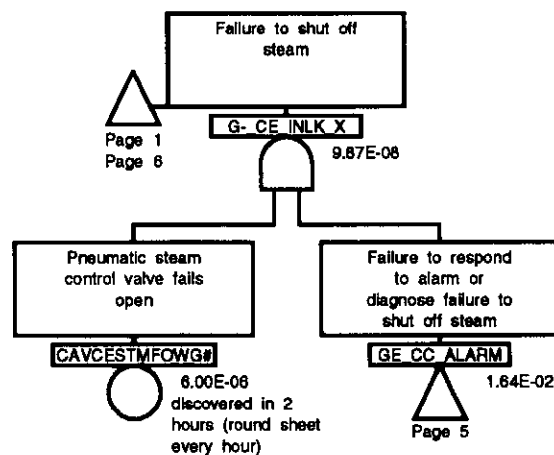 Failure to shut off
steam
Page 1
Page 6
G-_CE_INLK_X
9.87E-08
Pneumatic steam
control valve fails
open
Failure to respond
to alarm or
diagnose failure to
shut off steam
CAVCESTMFOWG#
GE_CC_ALARM
6.00E-06
discovered in 2
hours (round sheet
every hour)
1.64E-02
Page 5